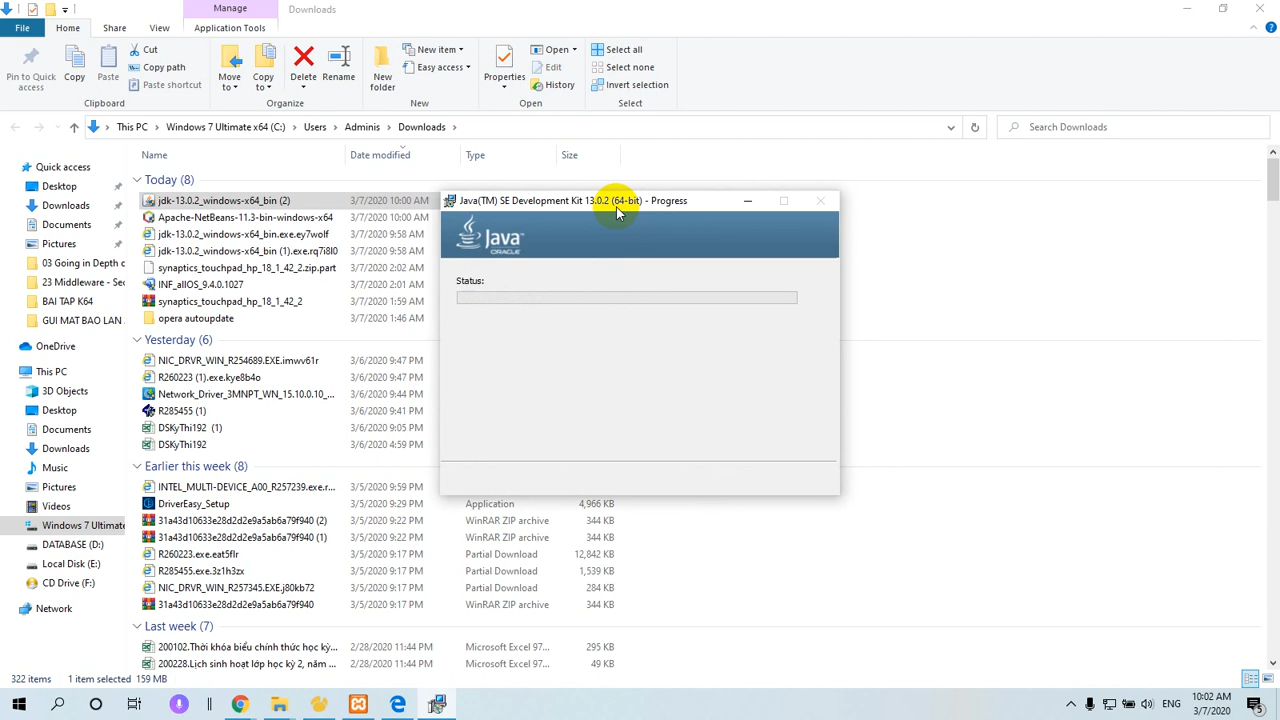 Manage
Downloads
File
Home
Share
View
Application Tools
Pin to Quick access
Copy
Paste
Cut
Copy path
Paste shortcut
Clipboard
Move to
Copy to
Delete
Rename
Organize
New folder
New item
Easy access
New
Properties
Open
Edit
History
Open
Select all
Select none
Invert selection
Select
This PC > Windows 7 Ultimate x64 (C:) > Users > Adminis > Downloads >
Search Downloads
Name
Date modified
Type
Size
Quick access
Desktop
Downloads
Documents
Pictures
03 Going in Depth o
23 Middleware - Sec
BAI TAP K64
GUI MAT BAO LAN 3
OneDrive
This PC
3D Objects
Desktop
Documents
Downloads
Music
Pictures
Videos
Windows 7 Ultimate
DATABASE (D:)
Local Disk (E:)
CD Drive (F:)
Network
Today (8)
jdk-13.0.2_windows-x64_bin (2) 3/7/2020 10:00 AM
Apache-NetBeans-11.3-bin-windows-x64 3/7/2020 10:00 AM
jdk-13.0.2_windows-x64_bin.exe.ey7wolf 3/7/2020 9:58 AM
jdk-13.0.2_windows-x64_bin (1).exe.rq7i8l0 3/7/2020 9:58 AM
synaptics_touchpad_hp_18_1_42_2.zip.part 3/7/2020 2:02 AM
INF_allOS_9.4.0.1027 3/7/2020 2:01 AM
synaptics_touchpad_hp_18_1_42_2 3/7/2020 1:59 AM
opera autoupdate 3/7/2020 1:46 AM
Yesterday (6)
NIC_DRVR_WIN_R254689.EXE.imwv61r 3/6/2020 9:47 PM
R260223 (1).exe.kye8b4o 3/6/2020 9:47 PM
Network_Driver_3MNPT_WN_15.10.0.10_... 3/6/2020 9:44 PM
R285455 (1) 3/6/2020 9:41 PM
DSKyThi192 (1) 3/6/2020 9:05 PM
DSKyThi192 3/6/2020 4:59 PM
Earlier this week (8)
INTEL_MULTI-DEVICE_A00_R257239.exe.r... 3/5/2020 9:59 PM
DriverEasy_Setup 3/5/2020 9:23 PM Application 4,966 KB
31a43d10633e28d2d2e9a5ab6a79f940 (2) 3/5/2020 9:22 PM WinRAR ZIP archive 344 KB
31a43d10633e28d2d2e9a5ab6a79f940 (1) 3/5/2020 9:22 PM WinRAR ZIP archive 344 KB
R260223.exe.eat5flr 3/5/2020 9:17 PM Partial Download 12,842 KB
R285455.exe.3z1h3zx 3/5/2020 9:17 PM Partial Download 1,539 KB
NIC_DRVR_WIN_R257345.EXE.j80kb72 3/5/2020 9:17 PM Partial Download 284 KB
31a43d10633e28d2d2e9a5ab6a79f940 3/5/2020 9:17 PM WinRAR ZIP archive 344 KB
Last week (7)
200102.Thời khóa biểu chính thức học kỳ... 2/28/2020 11:44 PM Microsoft Excel 97... 295 KB
200228.Lịch sinh hoạt lớp học kỳ 2, năm ... 2/28/2020 11:44 PM Microsoft Excel 97... 49 KB
Java(TM) SE Development Kit 13.0.2 (64-bit) - Progress
Java
ORACLE
Status:
322 items 1 item selected 159 MB
ENG
10:02 AM
3/7/2020
5